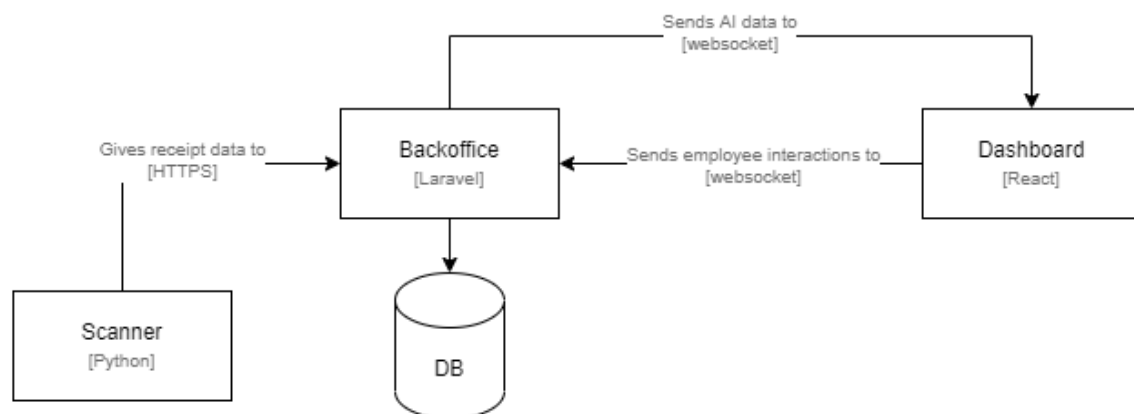 Sends AI data to
[websocket]
Gives receipt data to
[HTTPS]
Backoffice
[Laravel]
Sends employee interactions to
[websocket]
Dashboard
[React]
Scanner
[Python]
DB